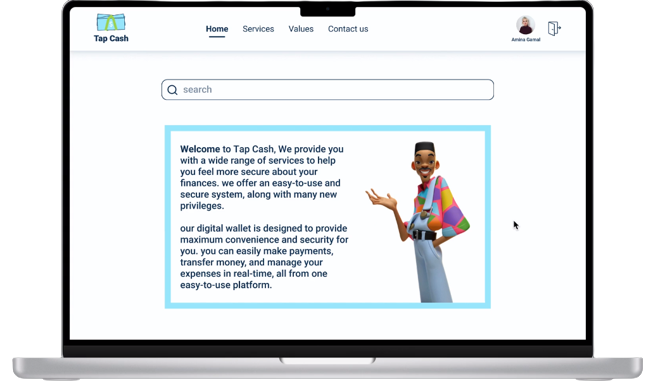 Home Services Values Contact us
Tap Cash
Amina Gamal
search
Welcome to Tap Cash, We provide you
with a wide range of services to help
you feel more secure about your
finances. we offer an easy-to-use and
secure system, along with many new
privileges.
our digital wallet is designed to provide
maximum convenience and security for
you. you can easily make payments,
transfer money, and manage your
expenses in real-time, all from one
easy-to-use platform.